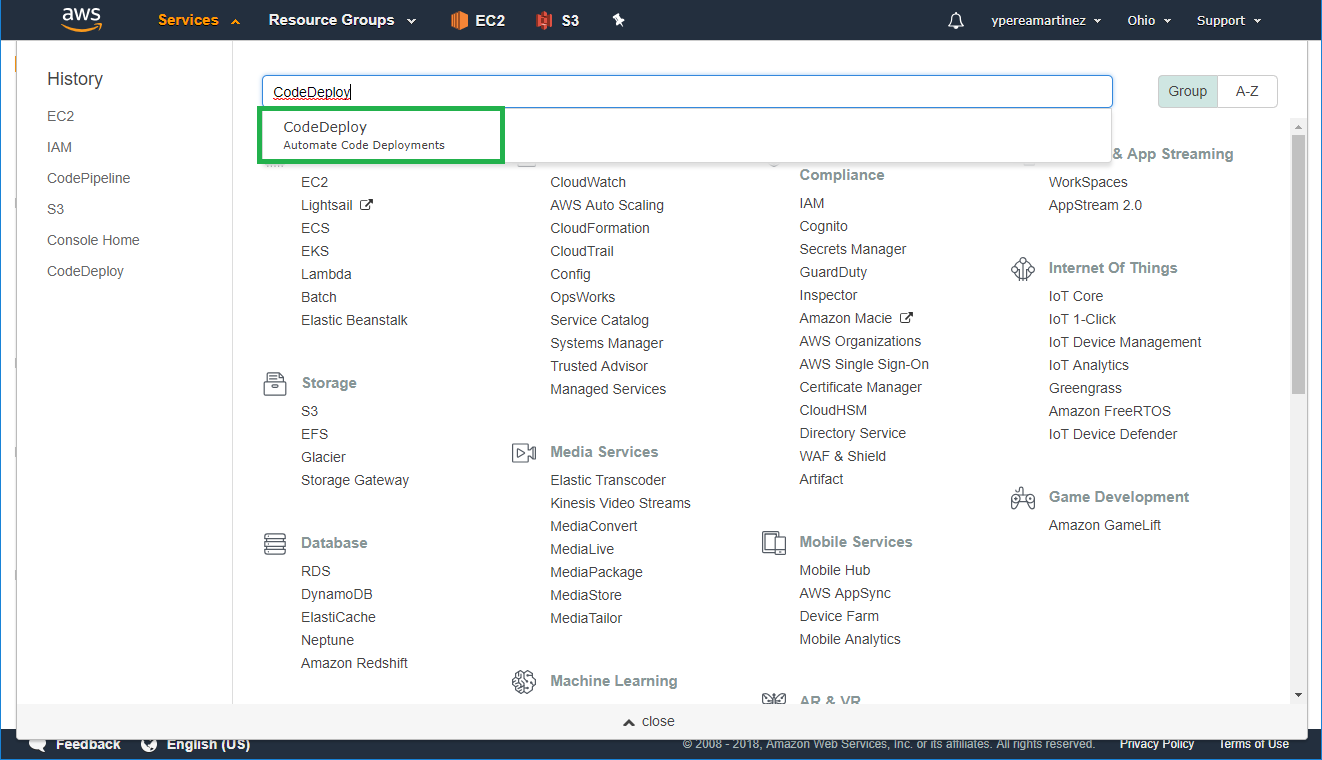 aws
Services
Resource Groups
EC2
S3
ypereamartinez
Ohio
Support
History
EC2
IAM
CodePipeline
S3
Console Home
CodeDeploy
CodeDeploy
Group
A-Z
CodeDeploy
Automate Code Deployments
EC2
Lightsail
ECS
EKS
Lambda
Batch
Elastic Beanstalk
Storage
S3
EFS
Glacier
Storage Gateway
Database
RDS
DynamoDB
ElastiCache
Neptune
Amazon Redshift
CloudWatch
AWS Auto Scaling
CloudFormation
CloudTrail
Config
OpsWorks
Service Catalog
Systems Manager
Trusted Advisor
Managed Services
Media Services
Elastic Transcoder
Kinesis Video Streams
MediaConvert
MediaLive
MediaPackage
MediaStore
MediaTailor
Machine Learning
Compliance
IAM
Cognito
Secrets Manager
GuardDuty
Inspector
Amazon Macie
AWS Organizations
AWS Single Sign-On
Certificate Manager
CloudHSM
Directory Service
WAF & Shield
Artifact
Mobile Services
Mobile Hub
AWS AppSync
Device Farm
Mobile Analytics
AR & VR
& App Streaming
WorkSpaces
AppStream 2.0
Internet Of Things
IoT Core
IoT 1-Click
IoT Device Management
IoT Analytics
Greengrass
Amazon FreeRTOS
IoT Device Defender
Game Development
Amazon GameLift
close
Feedback
English (US)
© 2008 - 2018, Amazon Web Services, Inc. or its affiliates. All rights reserved.
Privacy Policy
Terms of Use